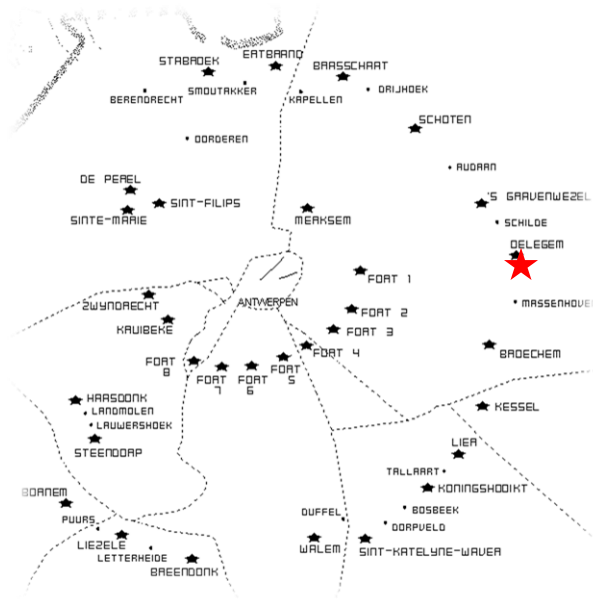 ERTBRAND
STABROEK
BRASSCHAAT
SMOUTAKKER
DRIJHOEK
BERENDRECHT
KAPELLEN
SCHOTEN
OORDEREN
AUDAAN
DE PEREL
'S GRAVENWEZEL
SINT-FILIPS
SINTE-MARIE
MERKSEM
SCHILDE
OELEGEM
FORT 1
ZWYNDRECHT
ANTWERPEN
MASSENHOVE
FORT 2
KRUIBEKE
FORT 3
FORT 4
BROECHEM
FORT
8
FORT
7
FORT
6
FORT
5
HAASDONK
LANDMOLEN
KESSEL
LAUWERSHOEK
STEENDORP
LIER
TALLAART
KONINGSHOOIKT
BORNEM
BOSBEEK
DUFFEL
PUURS
DORPVELD
LIEZELE
WALEM
SINT-KATELYNE-WAVER
LETTERHEIDE
BREENDONK